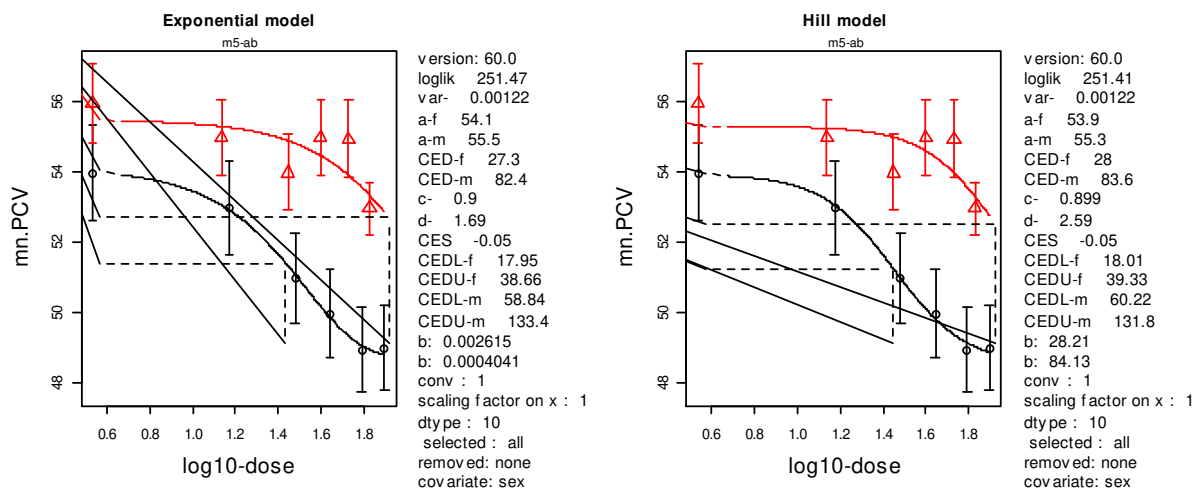 Exponential model
m5-ab
mn.PCV
56
54
52
50
48
0.6 0.8 1.0 1.2 1.4 1.6 1.8
log10-dose
version: 60.0
loglik 251.47
var- 0.00122
a-f 54.1
a-m 55.5
CED-f 27.3
CED-m 82.4
c- 0.9
d- 1.69
CES -0.05
CEDL-f 17.95
CEDU-f 38.66
CEDL-m 58.84
CEDU-m 133.4
b: 0.002615
b: 0.0004041
conv : 1
scaling factor on x : 1
dtype : 10
selected : all
removed: none
covariate: sex
Hill model
m5-ab
mn.PCV
56
54
52
50
48
0.6 0.8 1.0 1.2 1.4 1.6 1.8
log10-dose
version: 60.0
loglik 251.41
var- 0.00122
a-f 53.9
a-m 55.3
CED-f 28
CED-m 83.6
c- 0.899
d- 2.59
CES -0.05
CEDL-f 18.01
CEDU-f 39.33
CEDL-m 60.22
CEDU-m 131.8
b: 28.21
b: 84.13
conv : 1
scaling factor on x : 1
dtype : 10
selected : all
removed: none
covariate: sex